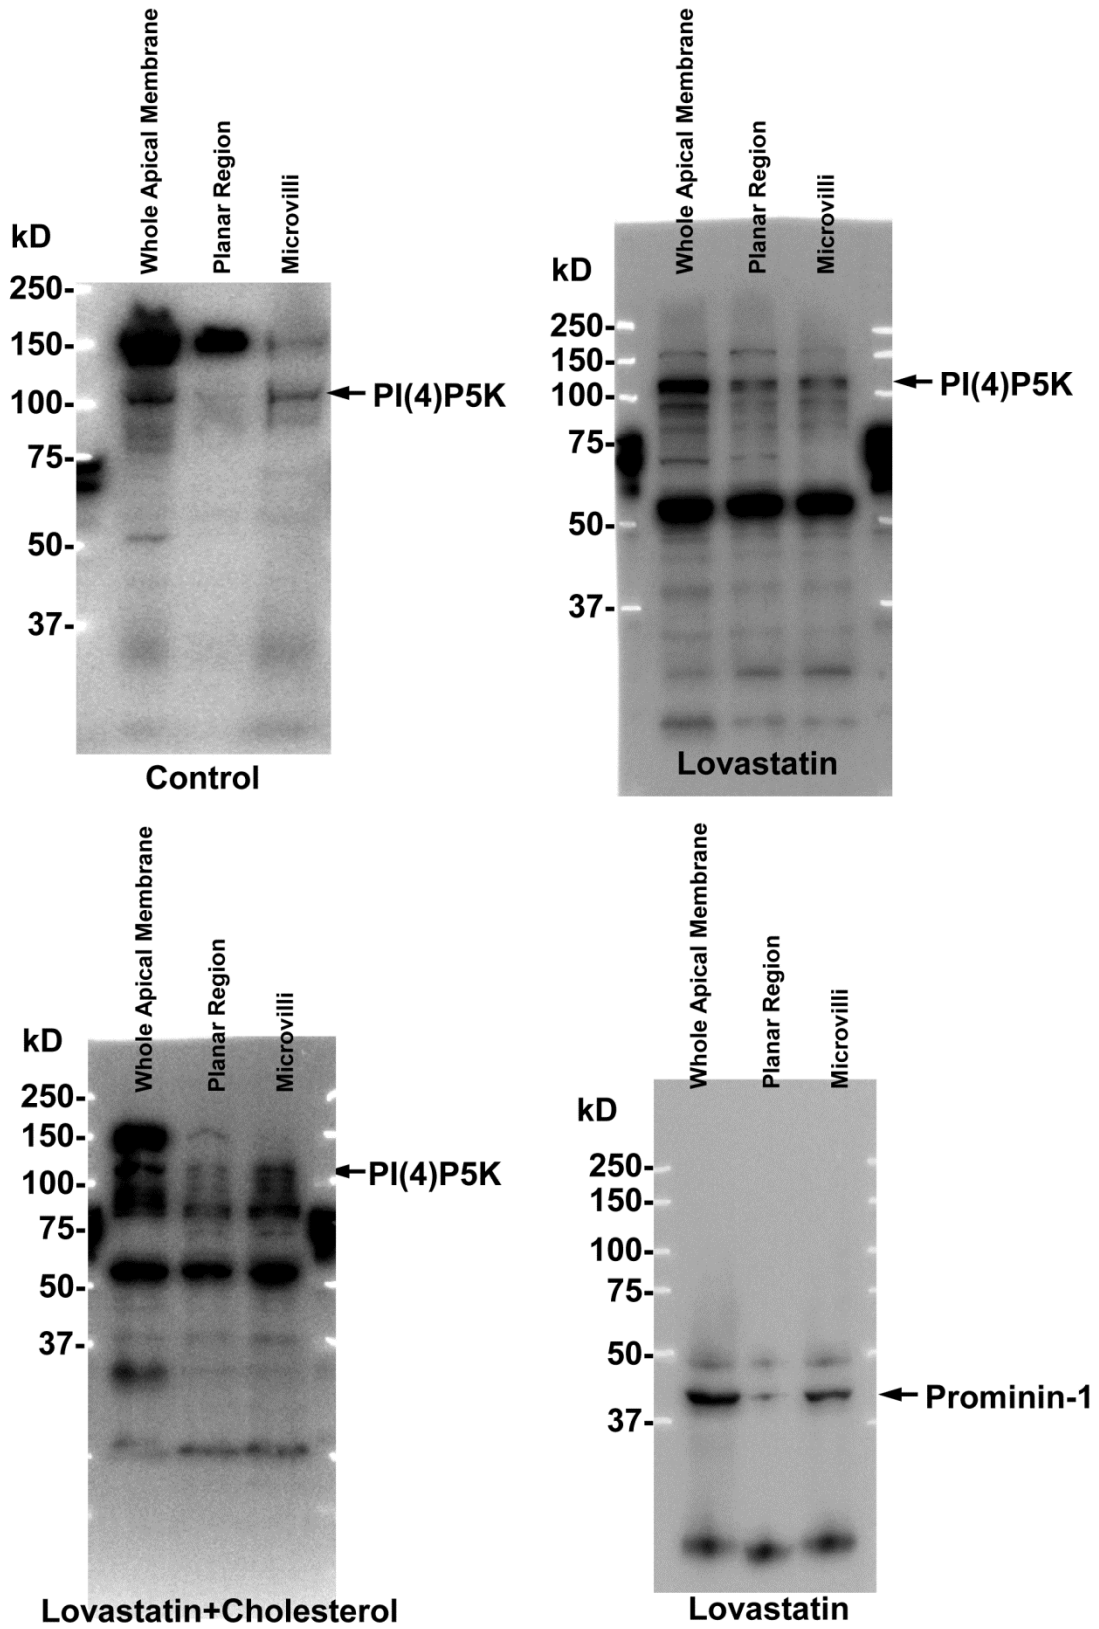 Whole Apical Membrane
Planar Region
Microvilli
kD
250-
150-
100-
75-
50-
37-
PI(4)P5K
Control
Whole Apical Membrane
Planar Region
Microvilli
kD
250-
150-
100-
75-
50-
37-
PI(4)P5K
Lovastatin
Whole Apical Membrane
Planar Region
Microvilli
kD
250-
150-
100-
75-
50-
37-
PI(4)P5K
Lovastatin+Cholesterol
Whole Apical Membrane
Planar Region
Microvilli
kD
250-
150-
100-
75-
50-
37-
Prominin-1
Lovastatin